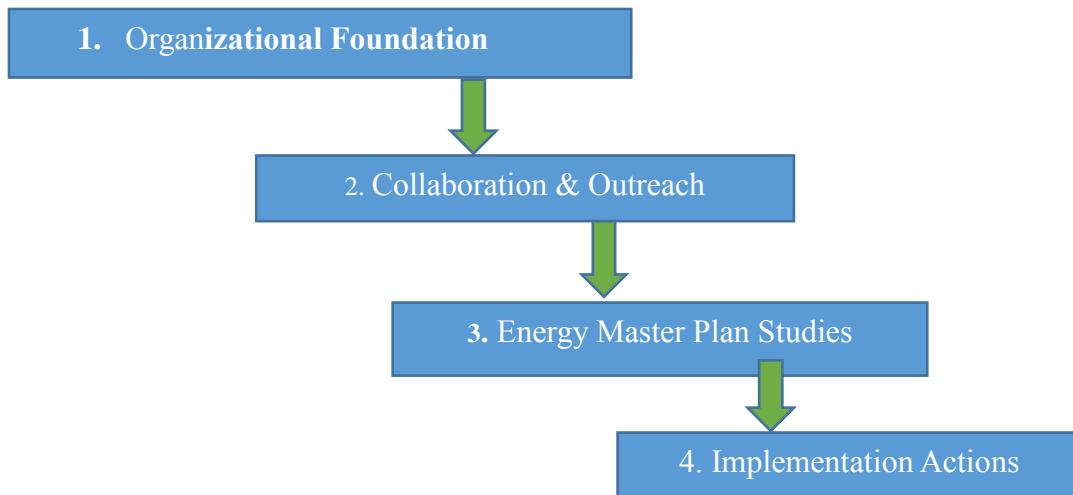 1. Organizational Foundation
2. Collaboration & Outreach
3. Energy Master Plan Studies
4. Implementation Actions